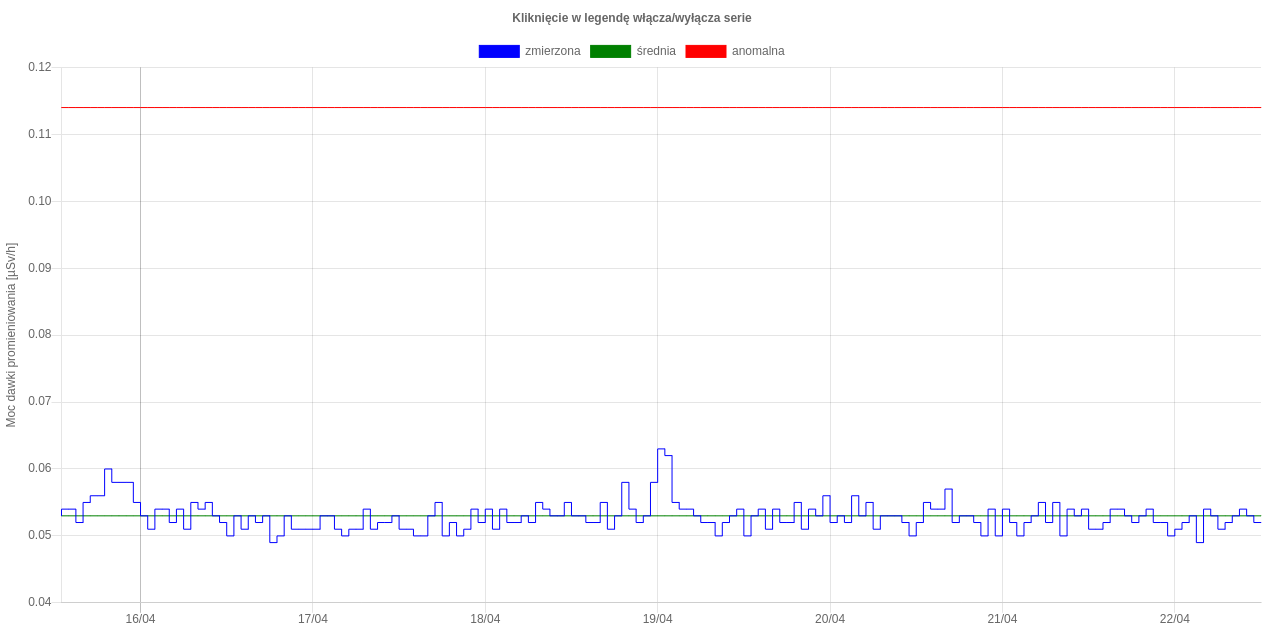 Kliknięcie w legendę włącza/wyłącza serie
zmierzona średnia anomalna
0.12
0.11
0.10
0.09
0.08
0.07
0.06
0.05
0.04
Moc dawki promieniowania [µSv/h]
16/04 17/04 18/04 19/04 20/04 21/04 22/04